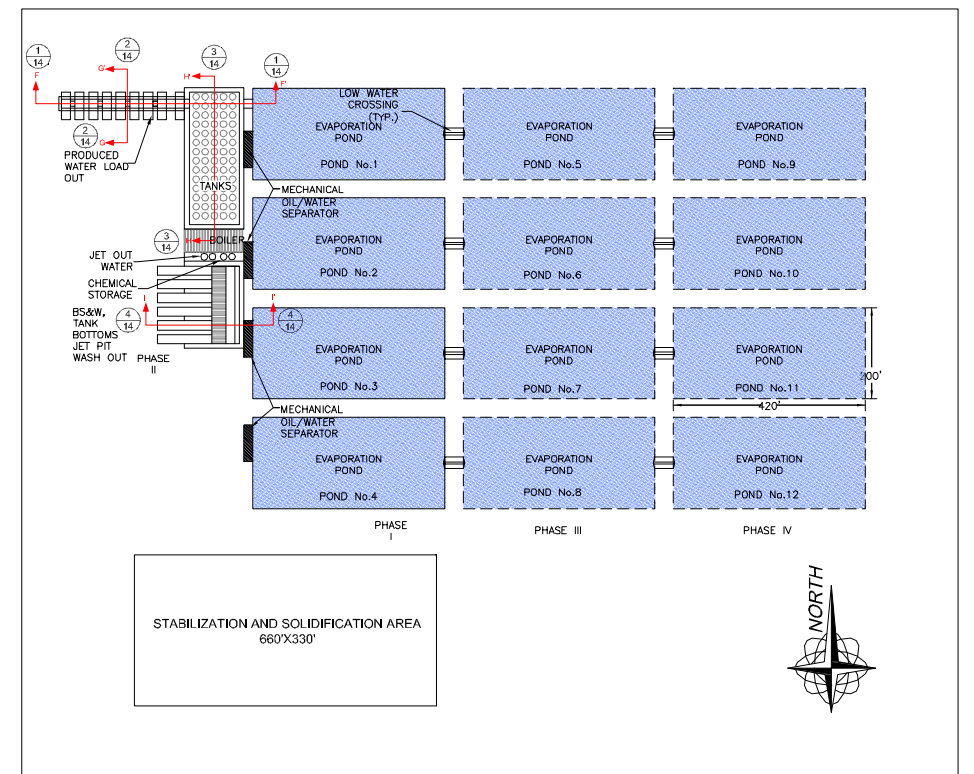 1
14
2
14
3
14
1
14
F
G'
H'
F'
LOW WATER
CROSSING
(TYP.)
2
14
G
PRODUCED
WATER LOAD
OUT
TANKS
EVAPORATION
POND
POND No.1
EVAPORATION
POND
POND No.5
EVAPORATION
POND
POND No.9
MECHANICAL
OIL/WATER
SEPARATOR
3
14
H
BOILER
JET OUT
WATER
CHEMICAL
STORAGE
EVAPORATION
POND
POND No.2
EVAPORATION
POND
POND No.6
EVAPORATION
POND
POND No.10
BS&W,
TANK
BOTTOMS
JET PIT
WASH OUT
4
14
I
I'
4
14
PHASE
II
EVAPORATION
POND
POND No.3
EVAPORATION
POND
POND No.7
EVAPORATION
POND
POND No.11
200'
420'
MECHANICAL
OIL/WATER
SEPARATOR
EVAPORATION
POND
POND No.4
EVAPORATION
POND
POND No.8
EVAPORATION
POND
POND No.12
PHASE
I
PHASE III
PHASE IV
STABILIZATION AND SOLIDIFICATION AREA
660'X330'
NORTH